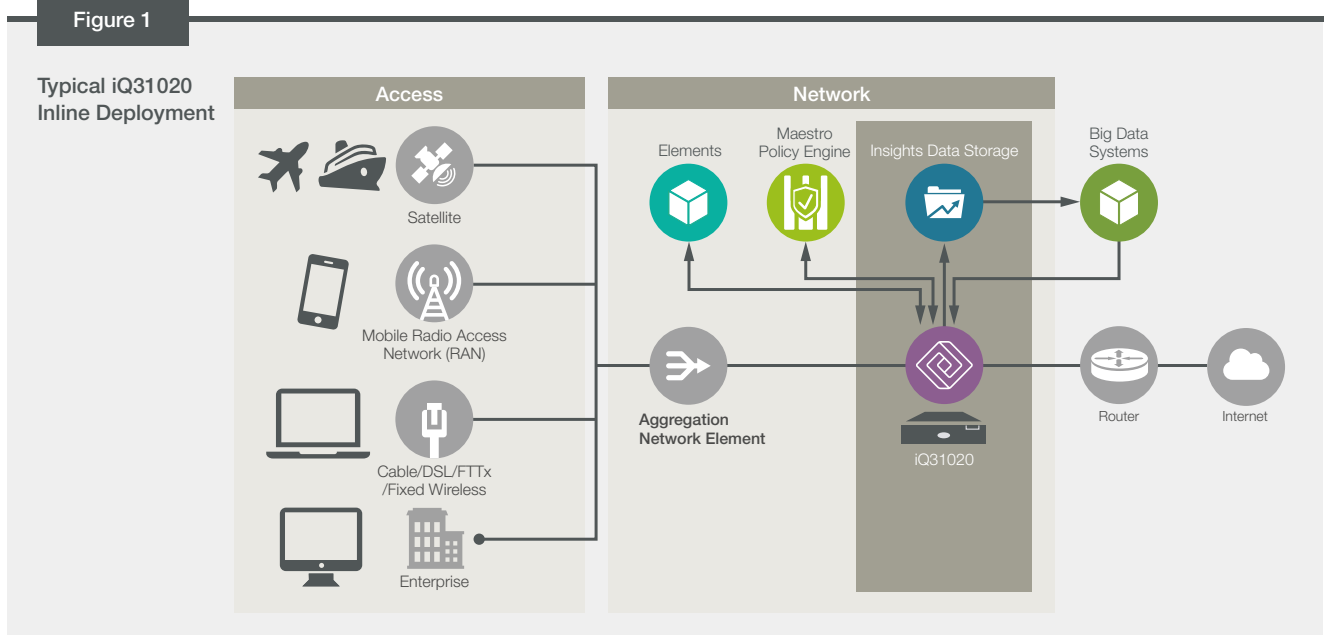 Figure 1
Typical iQ31020
Inline Deployment
Access
Satellite
Mobile Radio Access
Network (RAN)
Cable/DSL/FTTx
/Fixed Wireless
Enterprise
Network
Elements
Maestro
Policy Engine
Insights Data Storage
Big Data
Systems
Aggregation
Network Element
iQ31020
Router
Internet